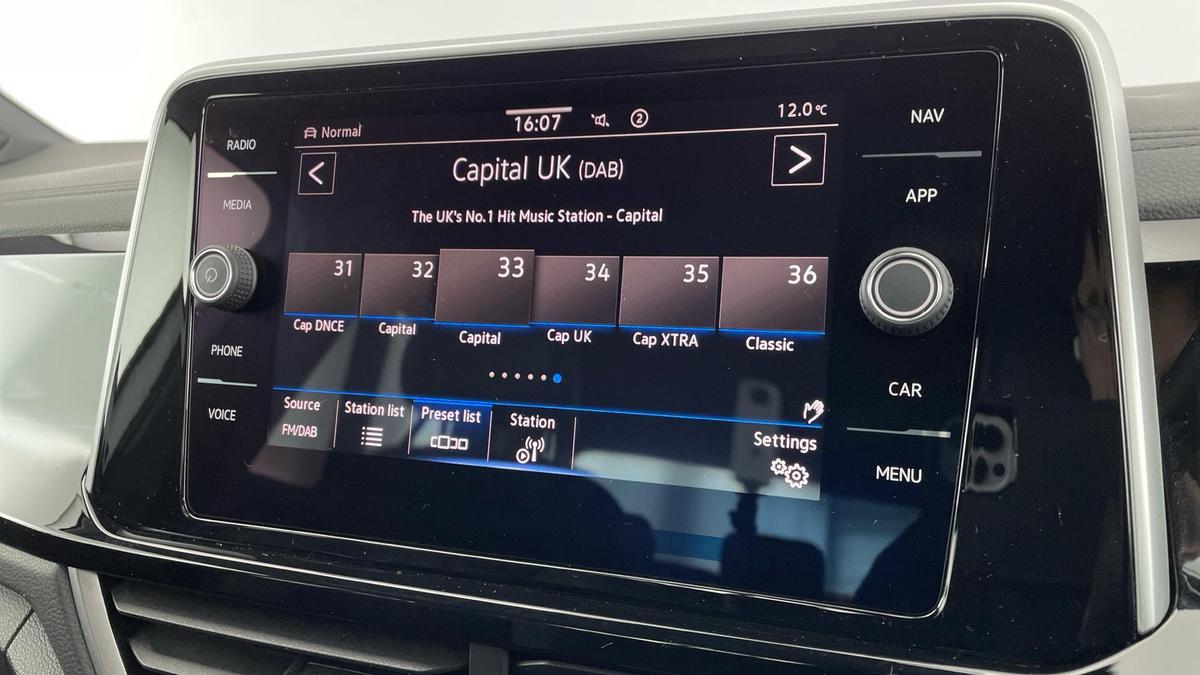 RADIO
MEDIA
PHONE
VOICE
Normal
16:07
2
12.0°C
Capital UK (DAB)
The UK's No.1 Hit Music Station - Capital
31
Cap DNCE
32
Capital
33
Capital
34
Cap UK
35
Cap XTRA
36
Classic
Source
FM/DAB
Station list
Preset list
Station
Settings
NAV
APP
CAR
MENU